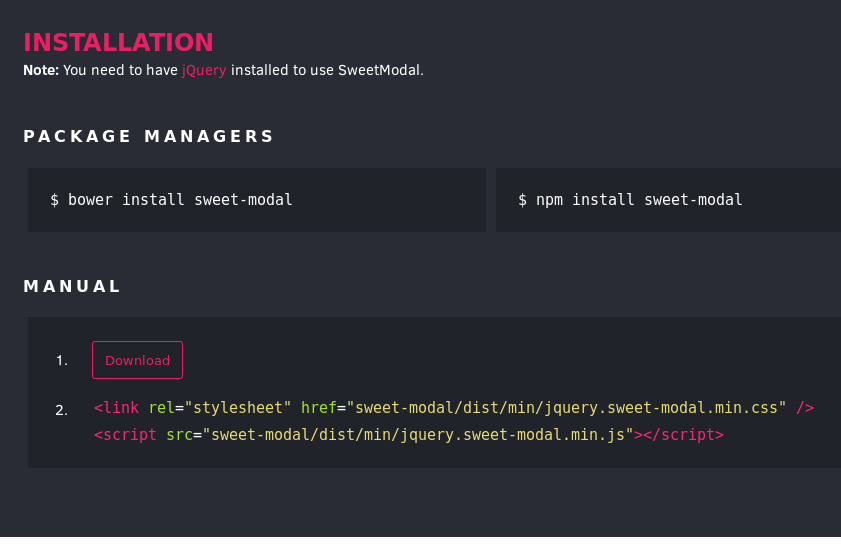 INSTALLATION
Note: You need to have jQuery installed to use SweetModal.
PACKAGE MANAGERS
$ bower install sweet-modal
$ npm install sweet-modal
MANUAL
1. Download
2. <link rel="stylesheet" href="sweet-modal/dist/min/jquery.sweet-modal.min.css" />
<script src="sweet-modal/dist/min/jquery.sweet-modal.min.js"></script>